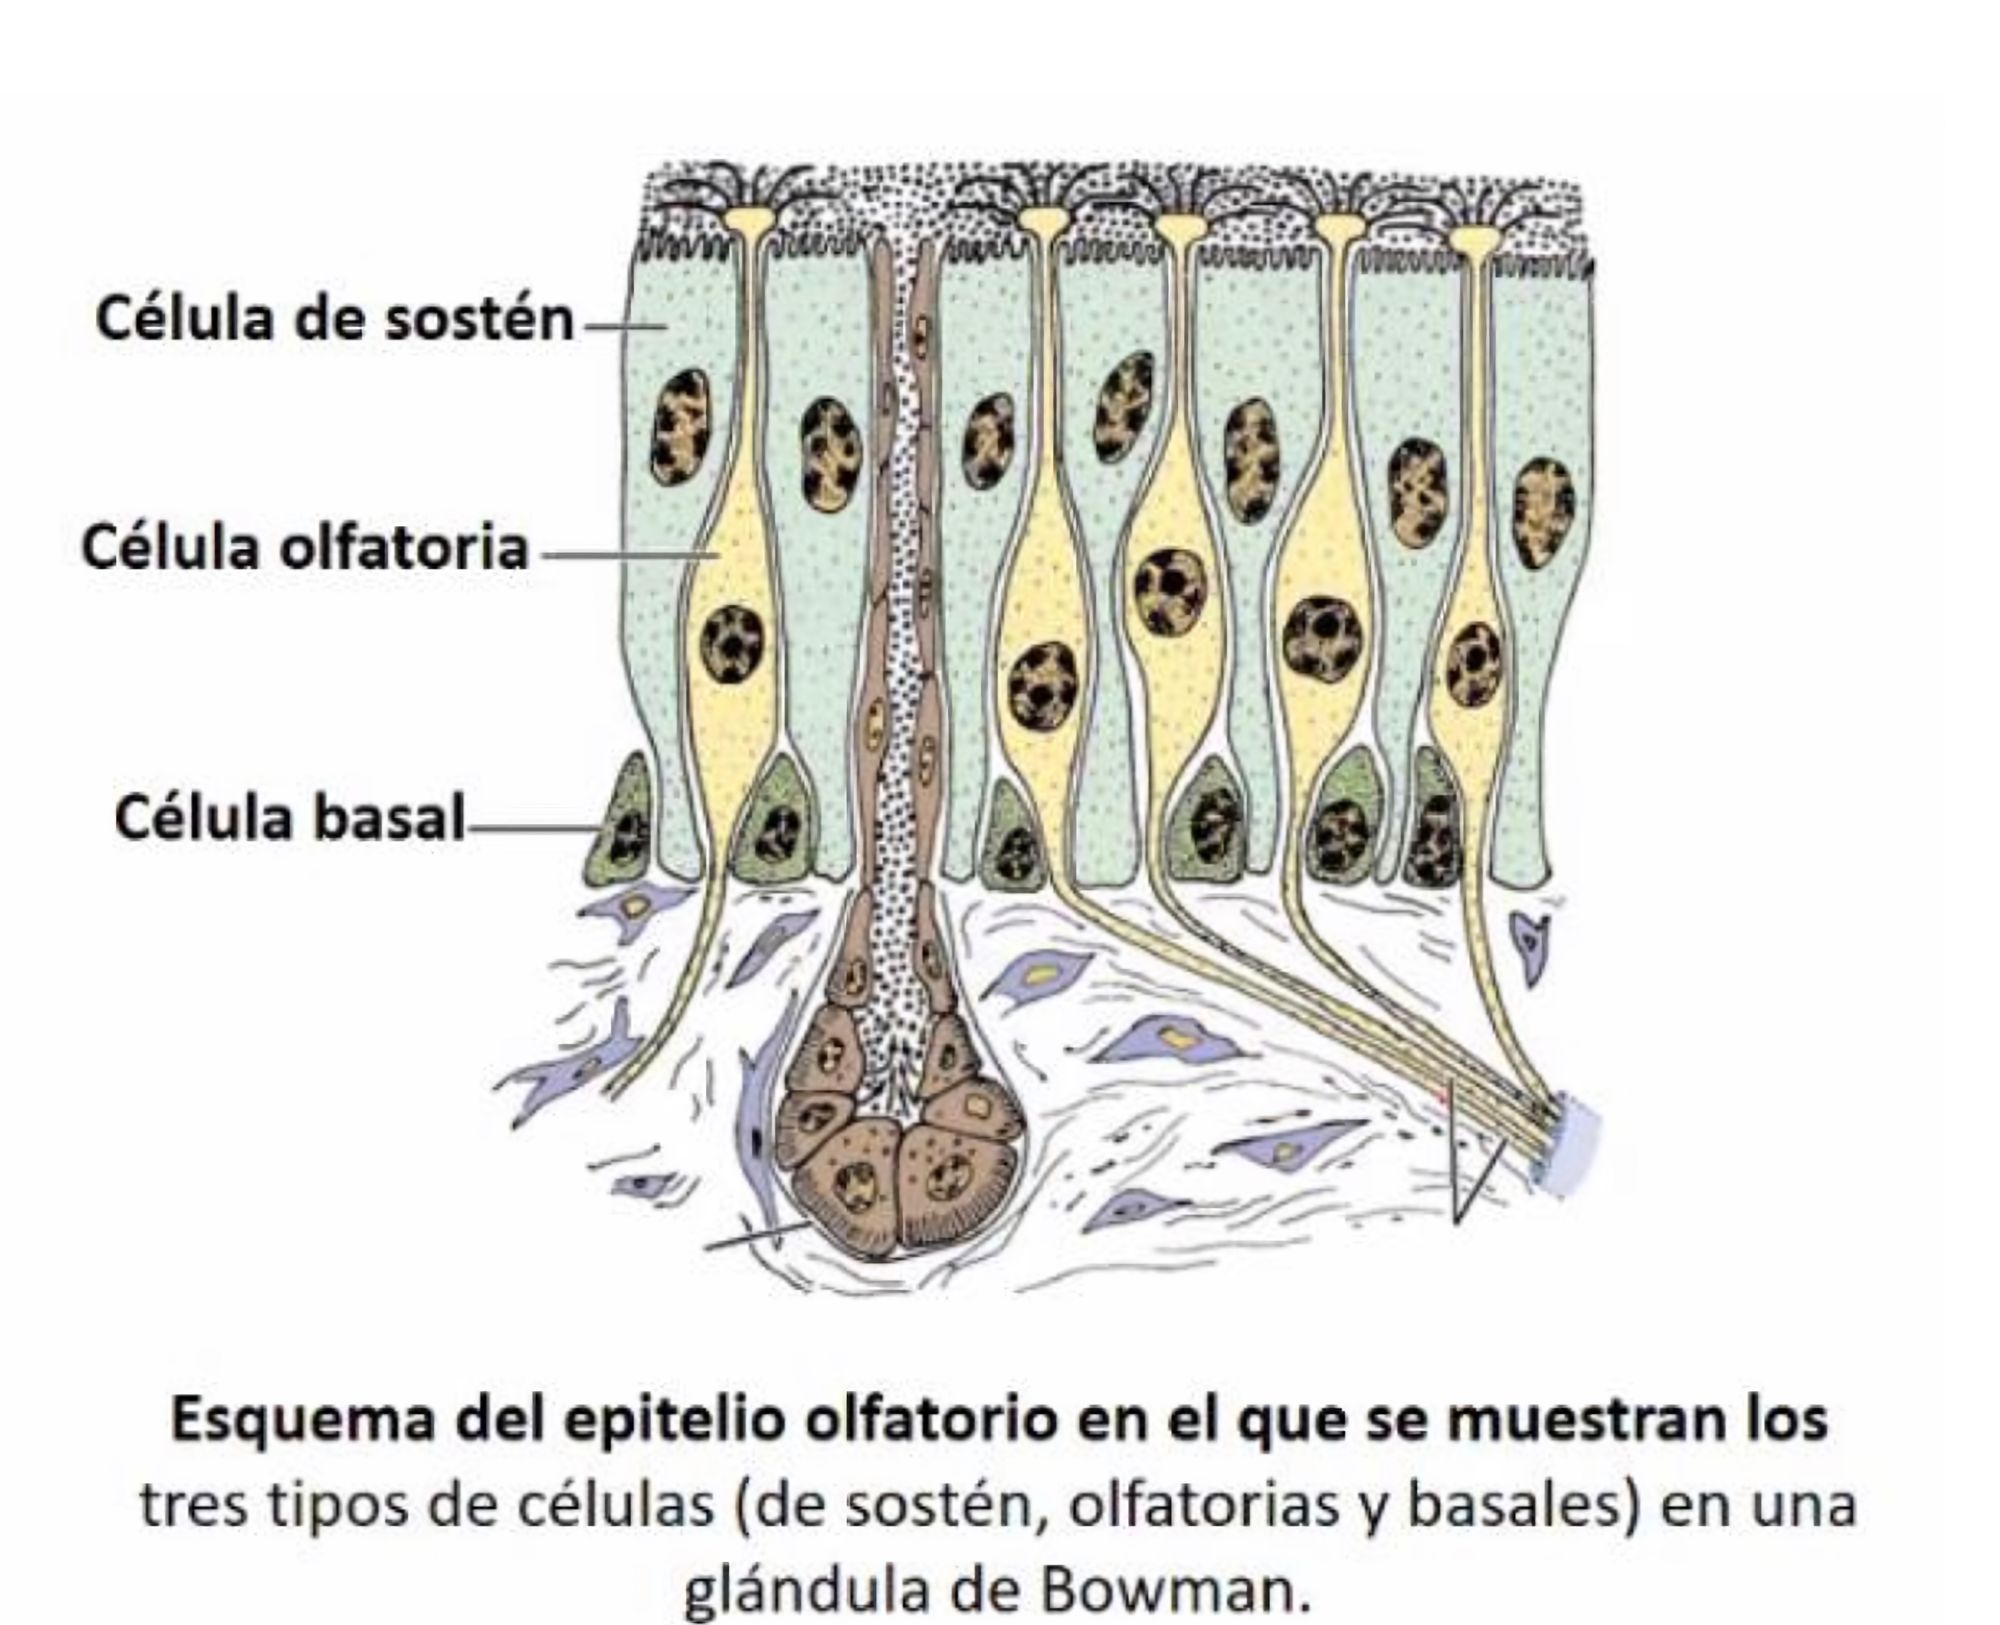 Célula de sostén
Célula olfatoria
Célula basal
Esquema del epitelio olfatorio en el que se muestran los
tres tipos de células (de sostén, olfatorias y basales) en una
glándula de Bowman.